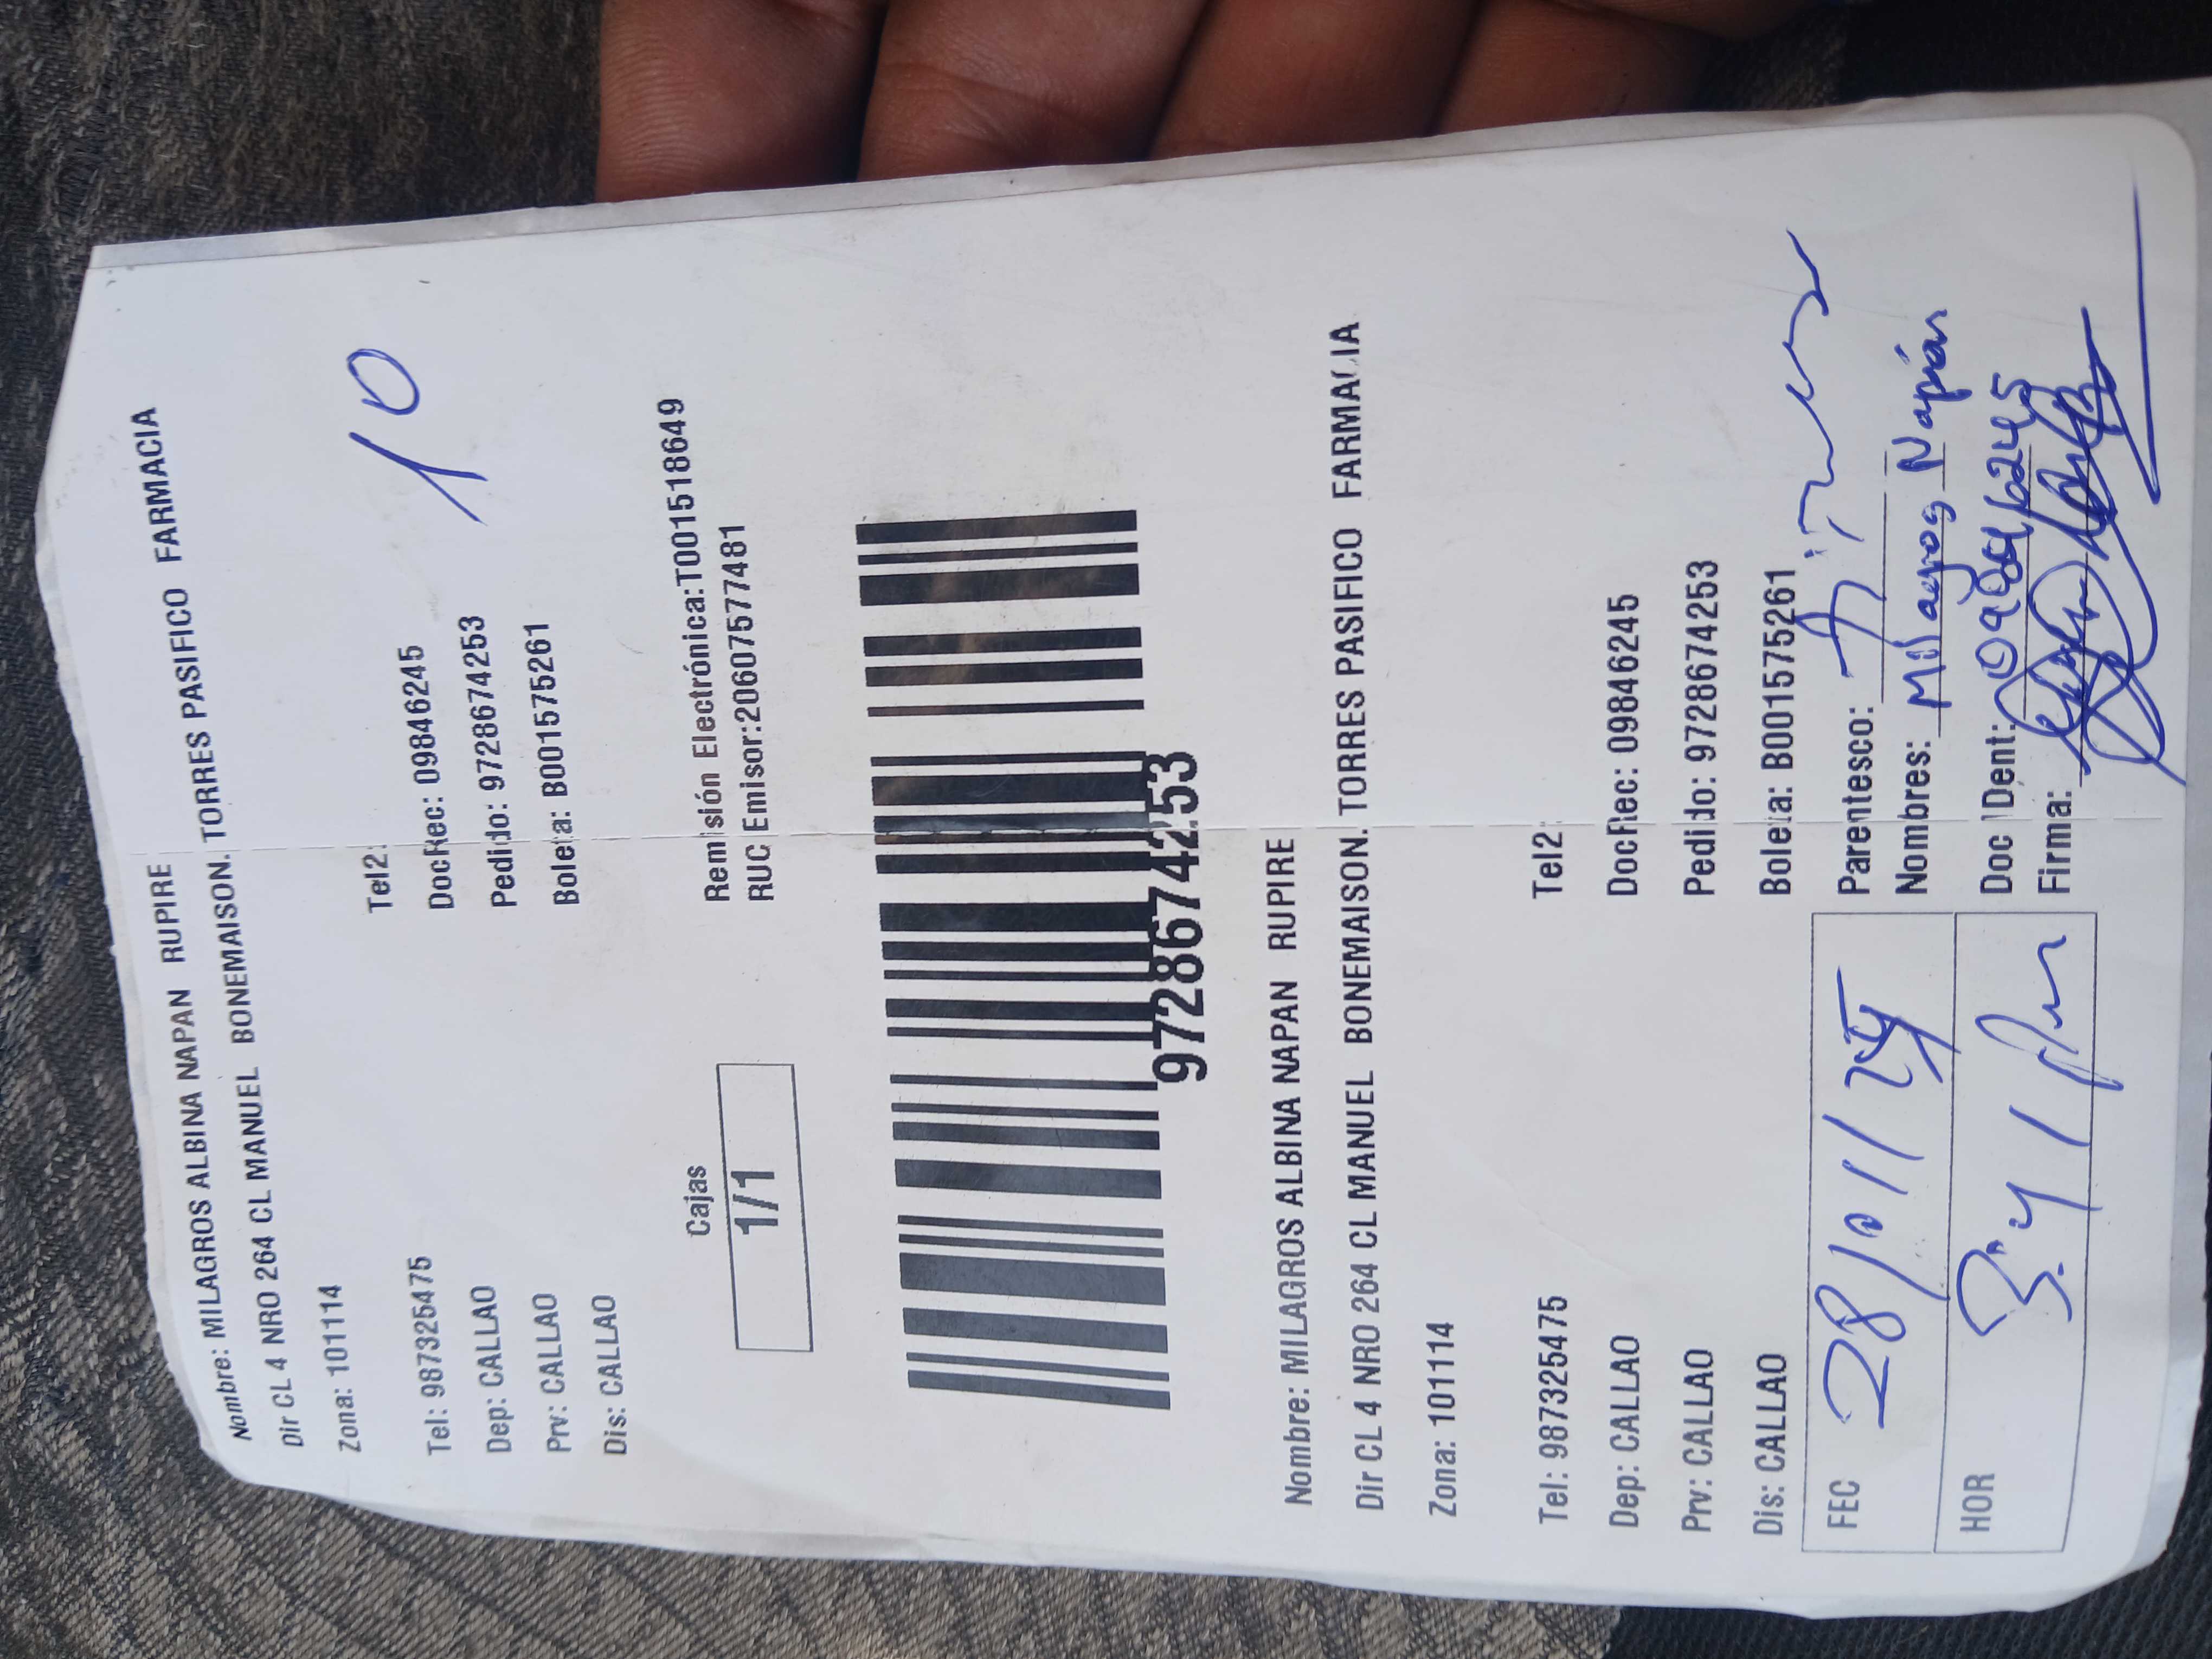 Nombre: MILAGROS ALBINA NAPAN RUPIRE
Dir CL 4 NRO 264 CL MANUEL BONEMAISON. TORRES PASIFICO FARMACIA
Zona: 101114
10
Tel: 987325475 Tel2:
Dep: CALLAO DocRec: 09846245
Prv: CALLAO Pedido: 9728674253
Dis: CALLAO Boleta: B001575261
Cajas Remisión Electrónica:T001518649
1/1 RUC Emisor:20607577481
9728674253
Nombre: MILAGROS ALBINA NAPAN RUPIRE
Dir CL 4 NRO 264 CL MANUEL BONEMAISON. TORRES PASIFICO FARMACIA
Zona: 101114
Tel: 987325475 Tel2:
Dep: CALLAO DocRec: 09846245
Prv: CALLAO Pedido: 9728674253
Dis: CALLAO Boleta: B001575261
FEC 28/01/ Parentesco:
Nombres: Milagros Napán
HOR Doc IDent: 09846245
Firma: